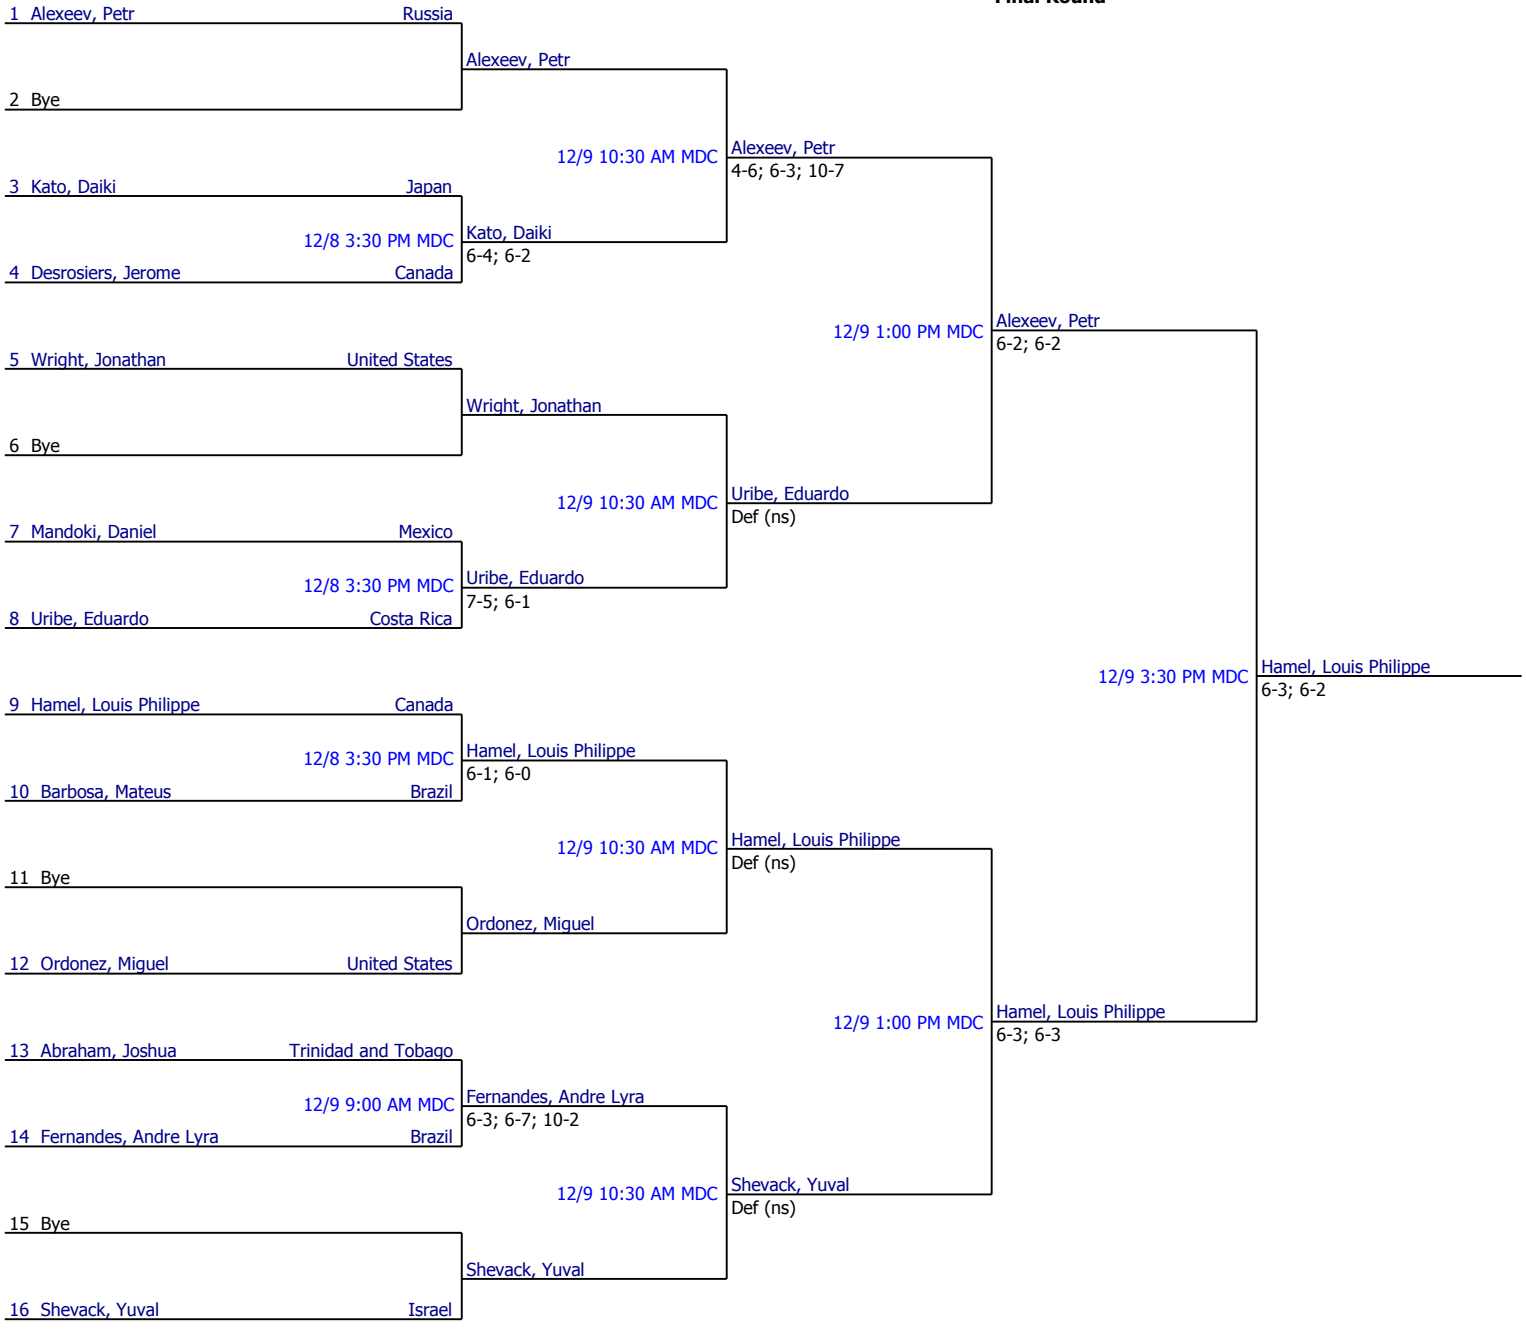 Final Round
1 Alexeev, Petr Russia
Alexeev, Petr
2 Bye
12/9 10:30 AM MDC Alexeev, Petr
4-6; 6-3; 10-7
3 Kato, Daiki Japan
12/8 3:30 PM MDC Kato, Daiki
6-4; 6-2
4 Desrosiers, Jerome Canada
12/9 1:00 PM MDC Alexeev, Petr
6-2; 6-2
5 Wright, Jonathan United States
Wright, Jonathan
6 Bye
12/9 10:30 AM MDC Uribe, Eduardo
Def (ns)
7 Mandoki, Daniel Mexico
12/8 3:30 PM MDC Uribe, Eduardo
7-5; 6-1
8 Uribe, Eduardo Costa Rica
12/9 3:30 PM MDC Hamel, Louis Philippe
6-3; 6-2
9 Hamel, Louis Philippe Canada
12/8 3:30 PM MDC Hamel, Louis Philippe
6-1; 6-0
10 Barbosa, Mateus Brazil
12/9 10:30 AM MDC Hamel, Louis Philippe
Def (ns)
11 Bye
Ordonez, Miguel
12 Ordonez, Miguel United States
12/9 1:00 PM MDC Hamel, Louis Philippe
6-3; 6-3
13 Abraham, Joshua Trinidad and Tobago
12/9 9:00 AM MDC Fernandes, Andre Lyra
6-3; 6-7; 10-2
14 Fernandes, Andre Lyra Brazil
12/9 10:30 AM MDC Shevack, Yuval
Def (ns)
15 Bye
Shevack, Yuval
16 Shevack, Yuval Israel